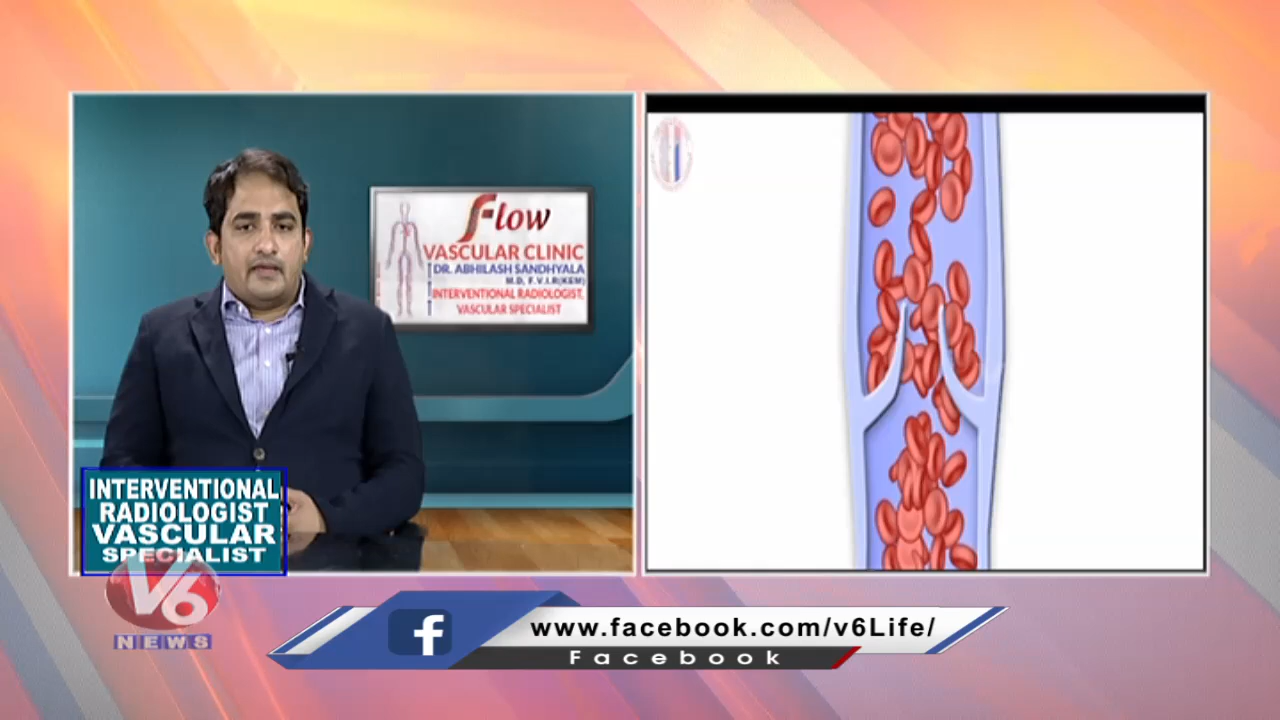 Flow
VASCULAR CLINIC
DR. ABHILASH SANDHYALA
M.D, F.V.I.R(KEM)
INTERVENTIONAL RADIOLOGIST,
VASCULAR SPECIALIST
INTERVENTIONAL
RADIOLOGIST
VASCULAR
SPECIALIST
V6
NEWS
f
www.facebook.com/v6Life/
Facebook